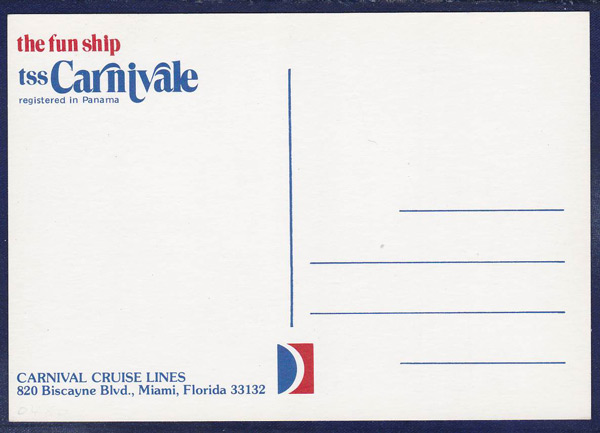 the fun ship
tss Carnivale
registered in Panama
CARNIVAL CRUISE LINES
820 Biscayne Blvd., Miami, Florida 33132